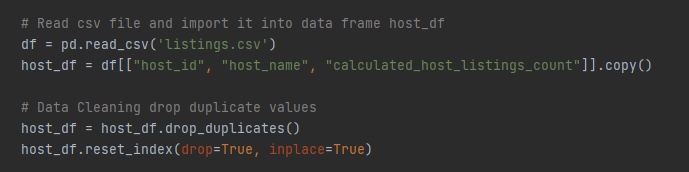 # Read csv file and import it into data frame host_df
df = pd.read_csv('listings.csv')
host_df = df[["host_id", "host_name", "calculated_host_listings_count"]].copy()
# Data Cleaning drop duplicate values
host_df = host_df.drop_duplicates()
host_df.reset_index(drop=True, inplace=True)